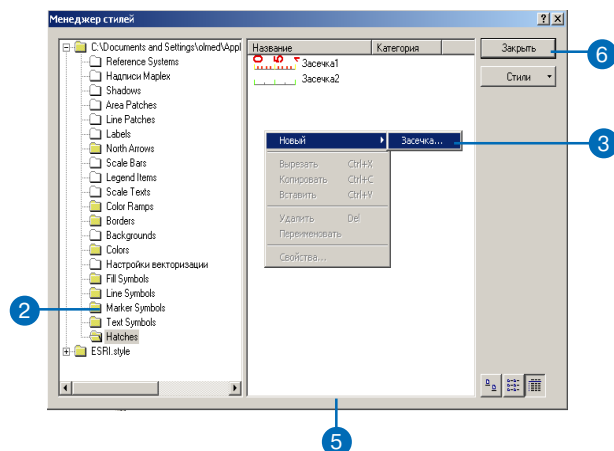 Менеджер стилей
C:\Documents and Settings\olmed\Appl
Reference Systems
Надписи Maplex
Shadows
Area Patches
Line Patches
Labels
North Arrows
Scale Bars
Legend Items
Scale Texts
Color Ramps
Borders
Backgrounds
Colors
Настройки векторизации
Fill Symbols
Line Symbols
Marker Symbols
Text Symbols
Hatches
ESRI.style
Название Категория
Засечка1
Засечка2
Новый
Засечка...
Вырезать Ctrl+X
Копировать Ctrl+C
Вставить Ctrl+V
Удалить Del
Переименовать
Свойства...
Закрыть
Стили
6
3
2
5